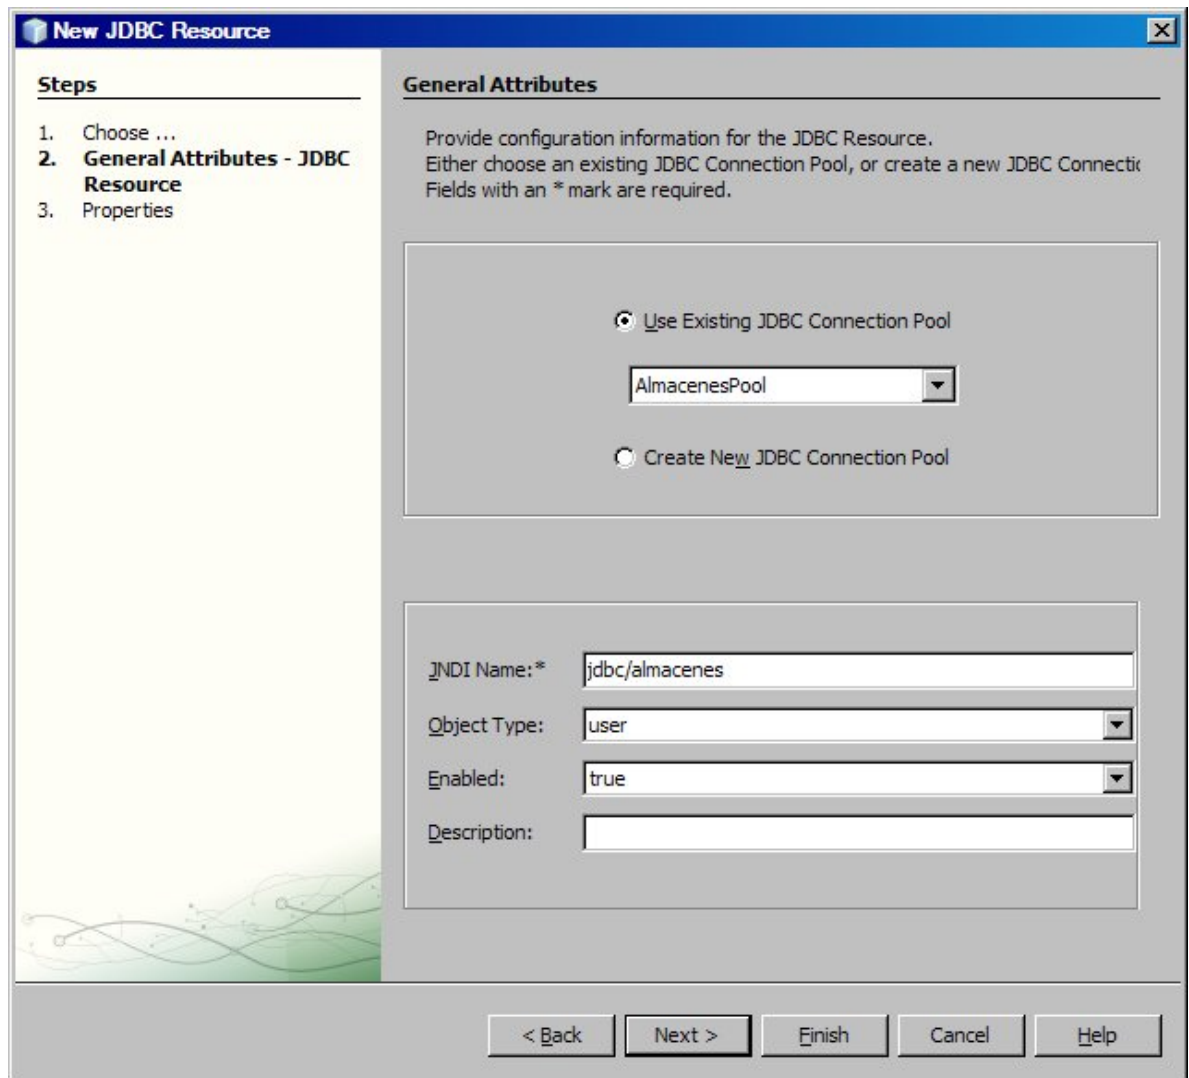 New JDBC Resource
Steps
1. Choose ...
2. General Attributes - JDBC
Resource
3. Properties
General Attributes
Provide configuration information for the JDBC Resource.
Either choose an existing JDBC Connection Pool, or create a new JDBC Connectic
Fields with an * mark are required.
Use Existing JDBC Connection Pool
AlmacenesPool
Create New JDBC Connection Pool
JNDI Name:* jdbc/almacenes
Object Type: user
Enabled: true
Description:
< Back Next > Finish Cancel Help